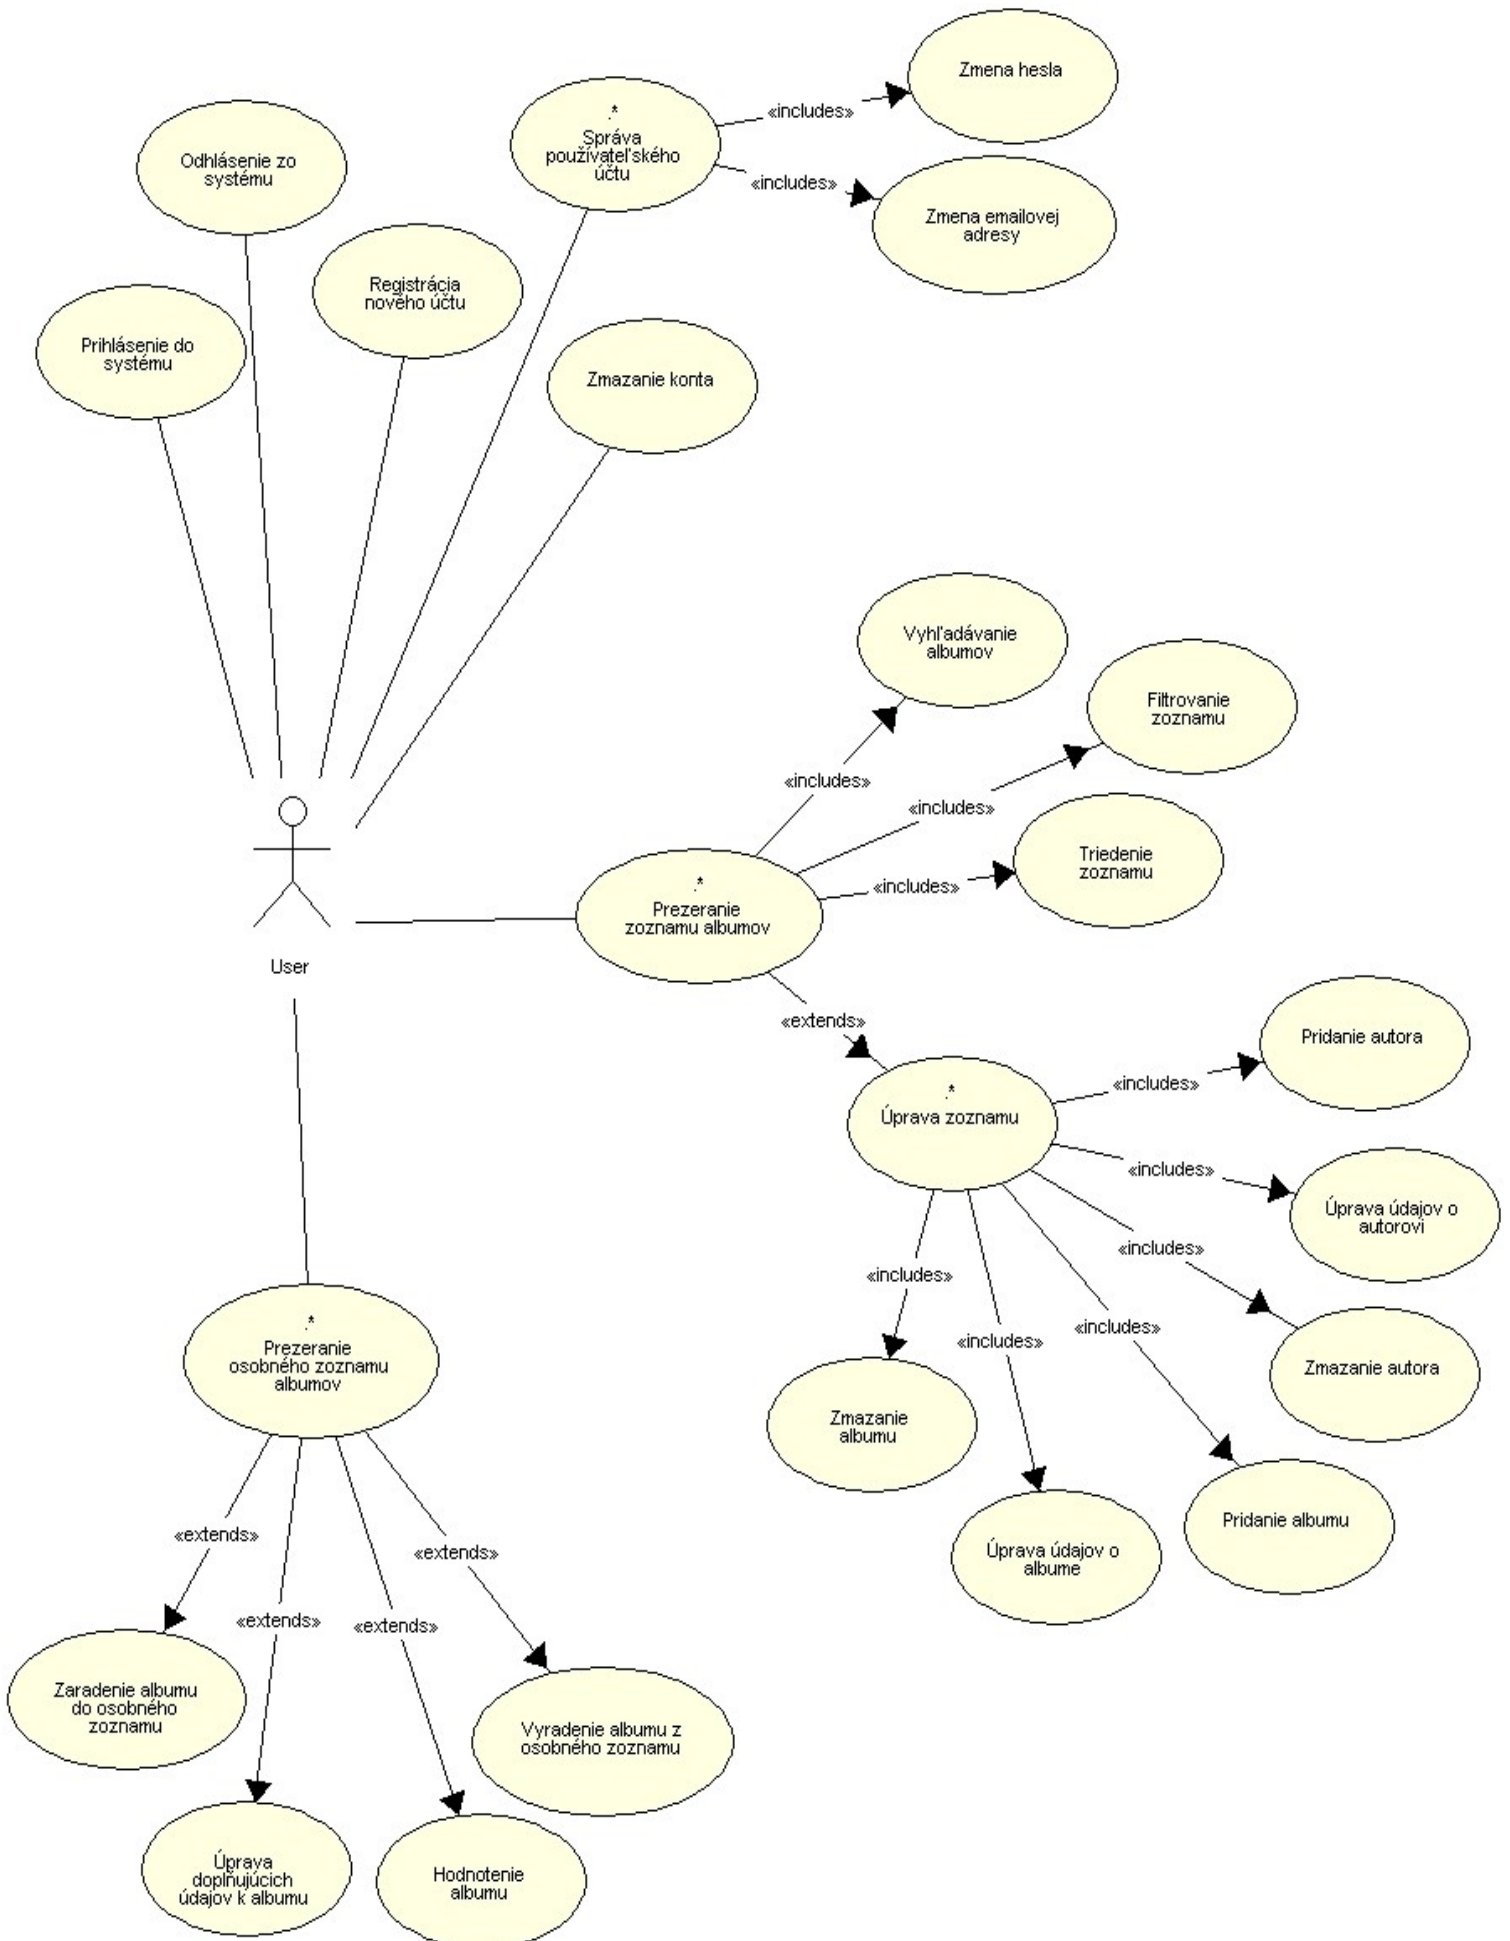 Zmena hesla
«includes»
.*
Správa
používateľského
účtu
Odhlásenie zo
systému
«includes»
Zmena emailovej
adresy
Registrácia
nového účtu
Prihlásenie do
systému
Zmazanie konta
Vyhľadávanie
albumov
Filtrovanie
zoznamu
«includes»
«includes»
Triedenie
zoznamu
«includes»
.*
Prezeranie
zoznamu albumov
User
«extends»
Pridanie autora
«includes»
.*
Úprava zoznamu
«includes»
Úprava údajov o
autorovi
«includes»
«includes»
«includes»
«includes»
.*
Prezeranie
osobného zoznamu
albumov
Zmazanie autora
Zmazanie
albumu
Pridanie albumu
Úprava údajov o
albume
«extends»
«extends»
«extends»
«extends»
Zaradenie albumu
do osobného
zoznamu
Vyradenie albumu z
osobného zoznamu
Úprava
doplňujúcich
údajov k albumu
Hodnotenie
albumu